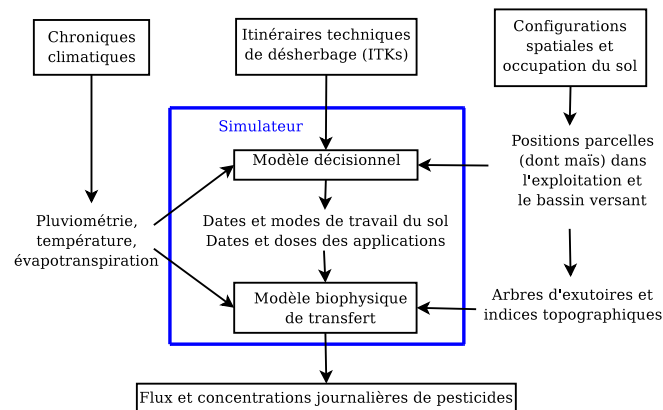 Chroniques
climatiques
Itinéraires techniques
de désherbage (ITKs)
Configurations
spatiales et
occupation du sol
Simulateur
Modèle décisionnel
Positions parcelles
(dont maïs) dans
l'exploitation et
le bassin versant
Pluviométrie,
température,
évapotranspiration
Dates et modes de travail du sol
Dates et doses des applications
Modèle biophysique
de transfert
Arbres d'exutoires et
indices topographiques
Flux et concentrations journalières de pesticides